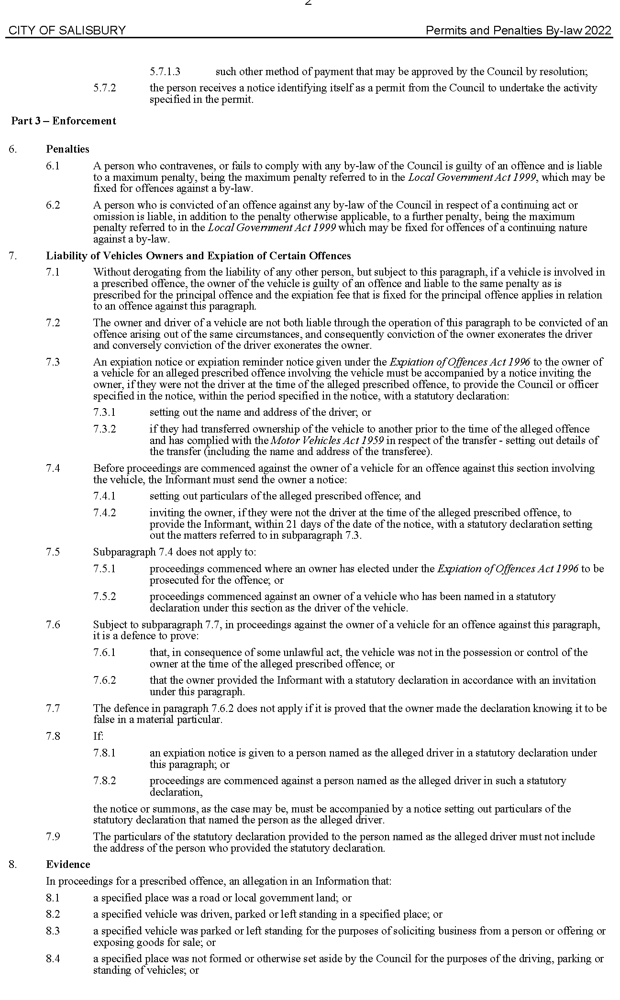 2
CITY OF SALISBURY Permits and Penalties By-law 2022
5.7.1.3 such other method of payment that may be approved by the Council by resolution;
5.7.2 the person receives a notice identifying itself as a permit from the Council to undertake the activity
specified in the permit.
Part 3 – Enforcement
6. Penalties
6.1 A person who contravenes, or fails to comply with any by-law of the Council is guilty of an offence and is liable
to a maximum penalty, being the maximum penalty referred to in the Local Government Act 1999, which may be
fixed for offences against a by-law.
6.2 A person who is convicted of an offence against any by-law of the Council in respect of a continuing act or
omission is liable, in addition to the penalty otherwise applicable, to a further penalty, being the maximum
penalty referred to in the Local Government Act 1999 which may be fixed for offences of a continuing nature
against a by-law.
7. Liability of Vehicles Owners and Expiation of Certain Offences
7.1 Without derogating from the liability of any other person, but subject to this paragraph, if a vehicle is involved in
a prescribed offence, the owner of the vehicle is guilty of an offence and liable to the same penalty as is
prescribed for the principal offence and the expiation fee that is fixed for the principal offence applies in relation
to an offence against this paragraph.
7.2 The owner and driver of a vehicle are not both liable through the operation of this paragraph to be convicted of an
offence arising out of the same circumstances, and consequently conviction of the owner exonerates the driver
and conversely conviction of the driver exonerates the owner.
7.3 An expiation notice or expiation reminder notice given under the Expiation of Offences Act 1996 to the owner of
a vehicle for an alleged prescribed offence involving the vehicle must be accompanied by a notice inviting the
owner, if they were not the driver at the time of the alleged prescribed offence, to provide the Council or officer
specified in the notice, within the period specified in the notice, with a statutory declaration:
7.3.1 setting out the name and address of the driver; or
7.3.2 if they had transferred ownership of the vehicle to another prior to the time of the alleged offence
and has complied with the Motor Vehicles Act 1959 in respect of the transfer - setting out details of
the transfer (including the name and address of the transferee).
7.4 Before proceedings are commenced against the owner of a vehicle for an offence against this section involving
the vehicle, the Informant must send the owner a notice:
7.4.1 setting out particulars of the alleged prescribed offence; and
7.4.2 inviting the owner, if they were not the driver at the time of the alleged prescribed offence, to
provide the Informant, within 21 days of the date of the notice, with a statutory declaration setting
out the matters referred to in subparagraph 7.3.
7.5 Subparagraph 7.4 does not apply to:
7.5.1 proceedings commenced where an owner has elected under the Expiation of Offences Act 1996 to be
prosecuted for the offence; or
7.5.2 proceedings commenced against an owner of a vehicle who has been named in a statutory
declaration under this section as the driver of the vehicle.
7.6 Subject to subparagraph 7.7, in proceedings against the owner of a vehicle for an offence against this paragraph,
it is a defence to prove:
7.6.1 that, in consequence of some unlawful act, the vehicle was not in the possession or control of the
owner at the time of the alleged prescribed offence; or
7.6.2 that the owner provided the Informant with a statutory declaration in accordance with an invitation
under this paragraph.
7.7 The defence in paragraph 7.6.2 does not apply if it is proved that the owner made the declaration knowing it to be
false in a material particular.
7.8 If:
7.8.1 an expiation notice is given to a person named as the alleged driver in a statutory declaration under
this paragraph; or
7.8.2 proceedings are commenced against a person named as the alleged driver in such a statutory
declaration,
the notice or summons, as the case may be, must be accompanied by a notice setting out particulars of the
statutory declaration that named the person as the alleged driver.
7.9 The particulars of the statutory declaration provided to the person named as the alleged driver must not include
the address of the person who provided the statutory declaration.
8. Evidence
In proceedings for a prescribed offence, an allegation in an Information that:
8.1 a specified place was a road or local government land; or
8.2 a specified vehicle was driven, parked or left standing in a specified place; or
8.3 a specified vehicle was parked or left standing for the purposes of soliciting business from a person or offering or
exposing goods for sale; or
8.4 a specified place was not formed or otherwise set aside by the Council for the purposes of the driving, parking or
standing of vehicles; or